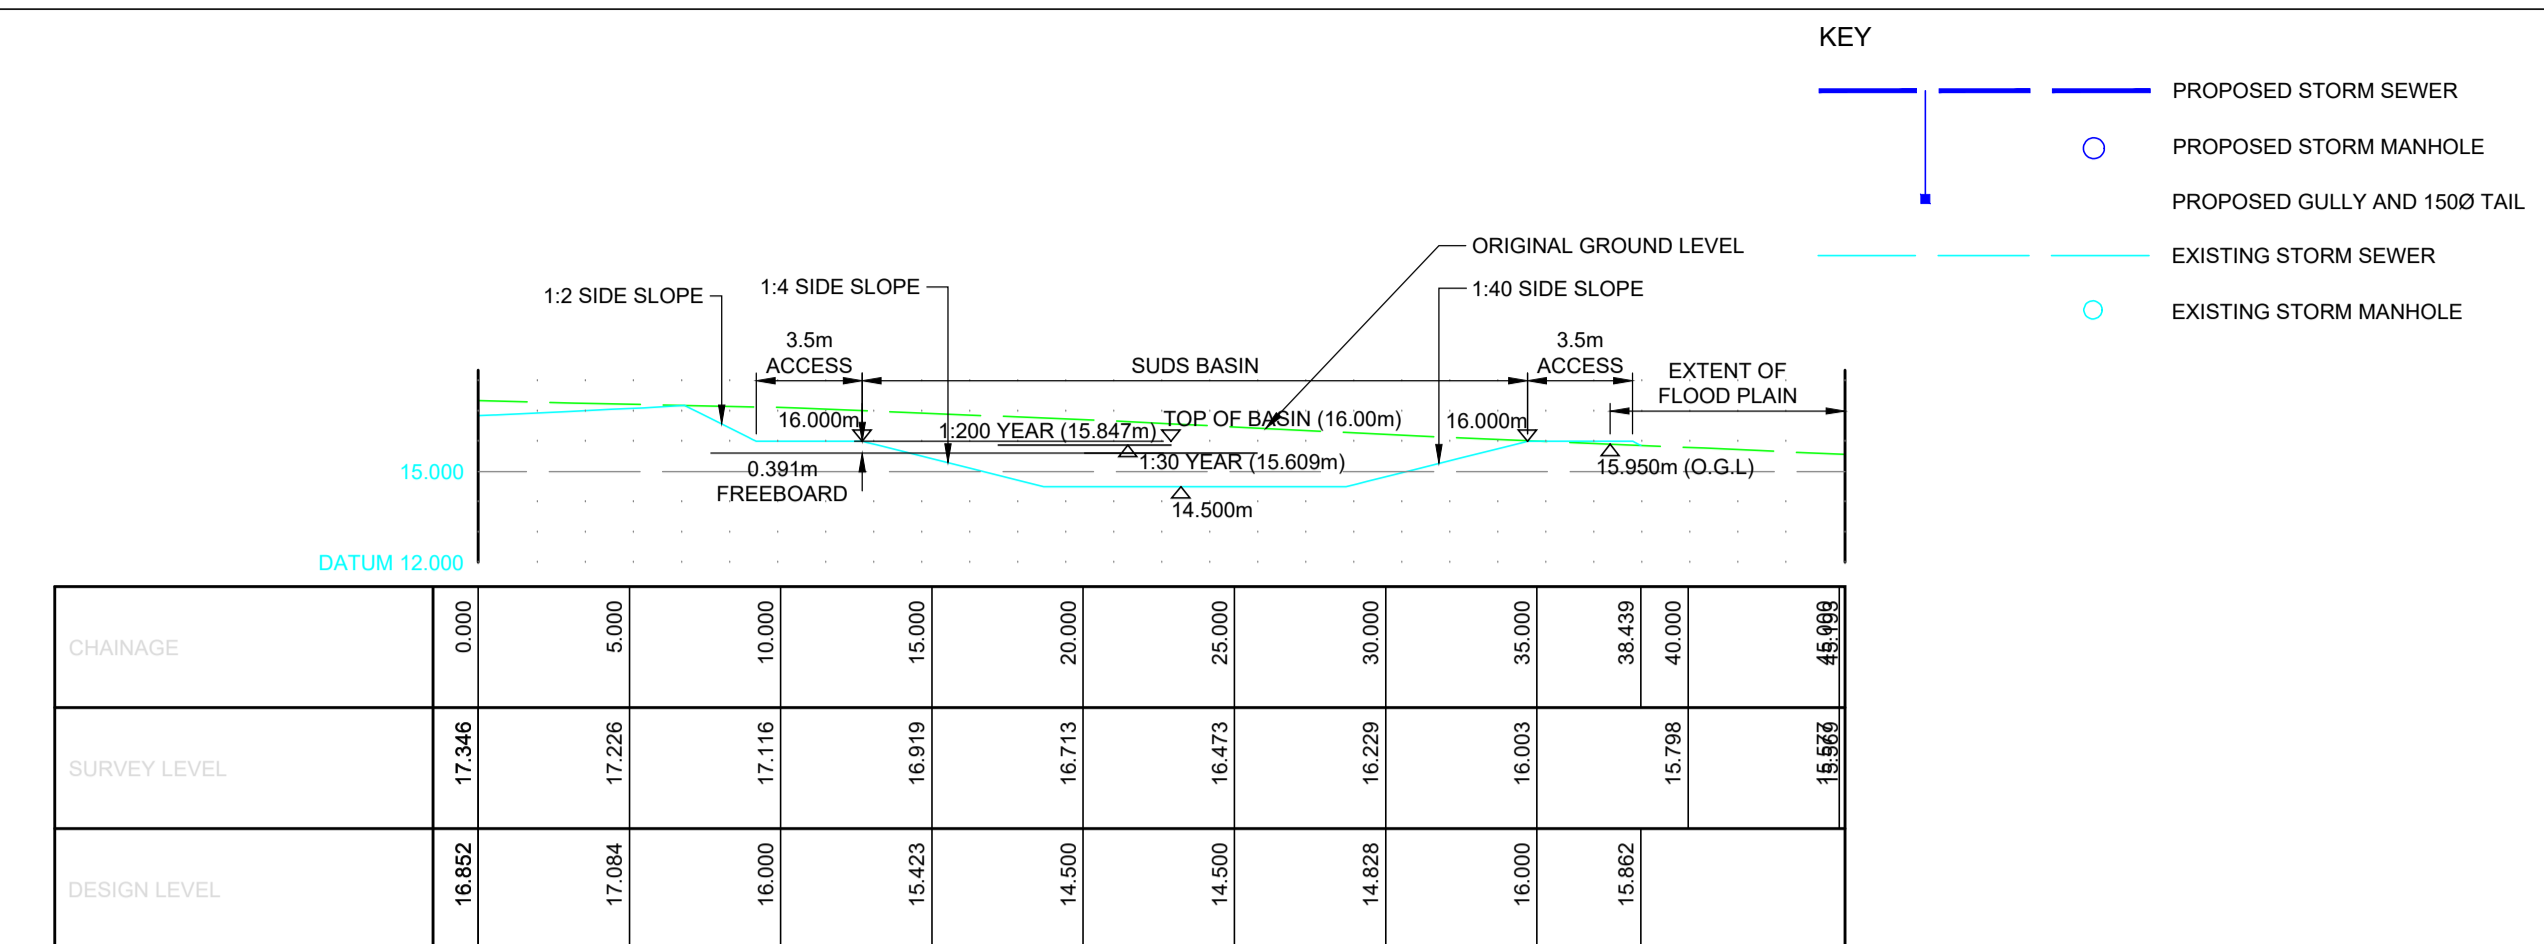 KEY
PROPOSED STORM SEWER
PROPOSED STORM MANHOLE
PROPOSED GULLY AND 150Ø TAIL
EXISTING STORM SEWER
EXISTING STORM MANHOLE
ORIGINAL GROUND LEVEL
1:2 SIDE SLOPE
1:4 SIDE SLOPE
1:40 SIDE SLOPE
3.5m
ACCESS
SUDS BASIN
3.5m
ACCESS
EXTENT OF
FLOOD PLAIN
16.000m
TOP OF BASIN (16.00m)
16.000m
1:200 YEAR (15.847m)
1:30 YEAR (15.609m)
15.950m (O.G.L)
0.391m
FREEBOARD
15.000
14.500m
DATUM 12.000
CHAINAGE 0.000 5.000 10.000 15.000 20.000 25.000 30.000 35.000 38.439 40.000 45.000
SURVEY LEVEL 17.346 17.226 17.116 16.919 16.713 16.473 16.229 16.003 15.798 15.569
DESIGN LEVEL 16.852 17.084 16.000 15.423 14.500 14.500 14.828 16.000 15.862